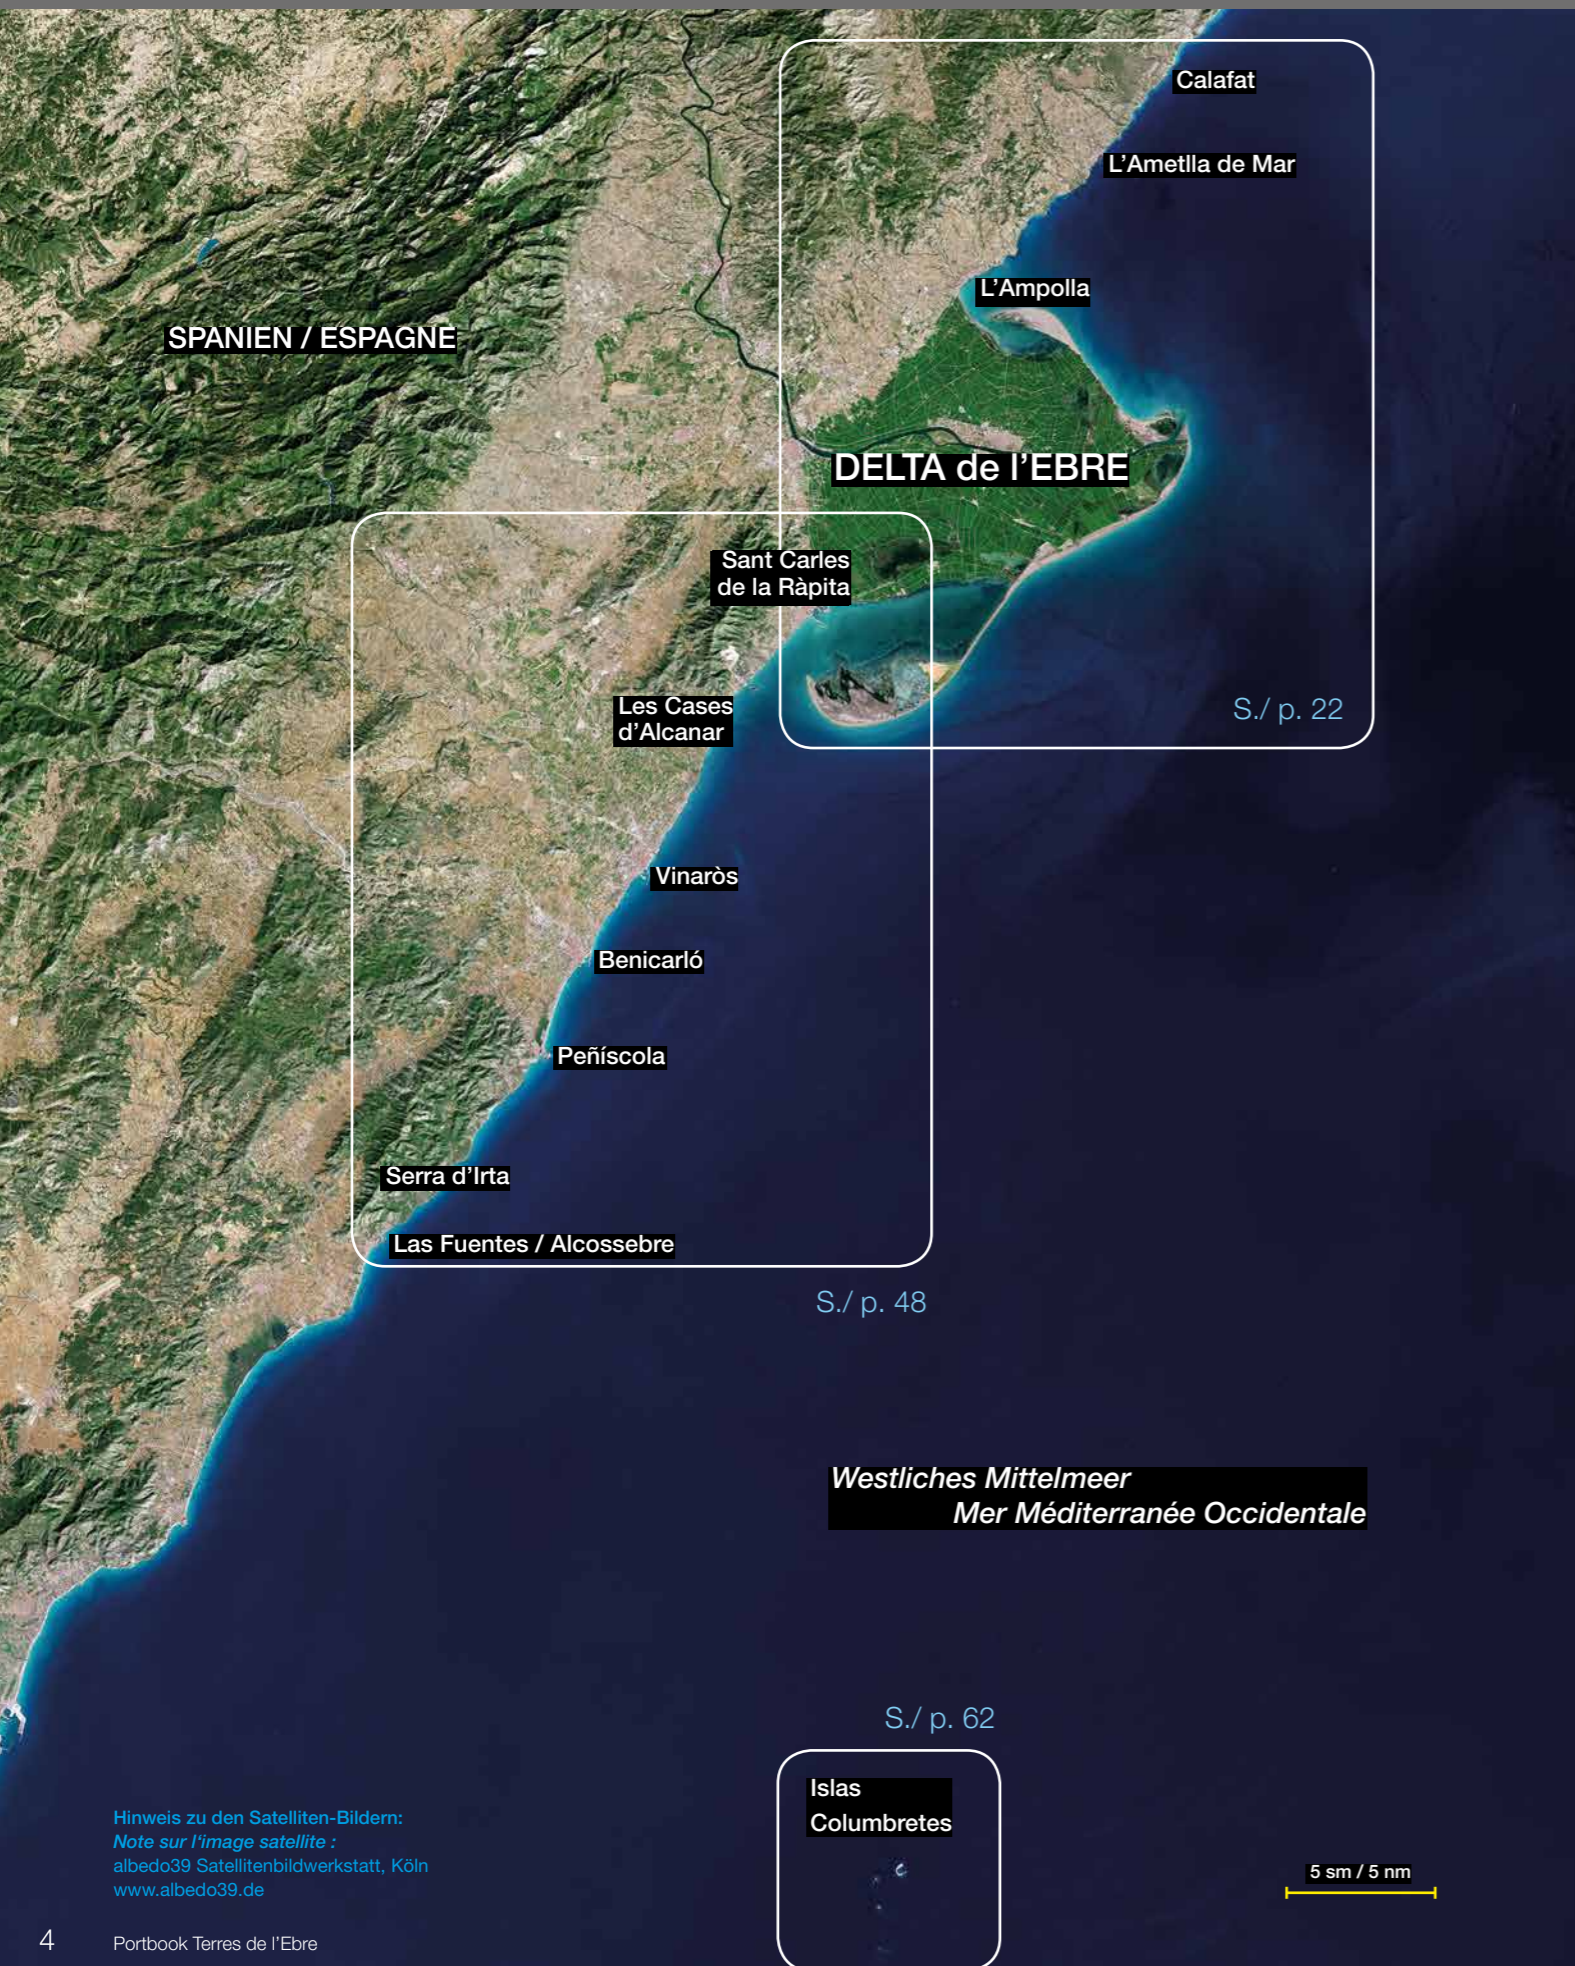 Calafat
L'Ametlla de Mar
L'Ampolla
SPANIEN / ESPAGNE
DELTA de l'EBRE
Sant Carles
de la Ràpita
Les Cases
d'Alcanar
S./ p. 22
Vinaròs
Benicarló
Peñíscola
Serra d'Irta
Las Fuentes / Alcossebre
S./ p. 48
Westliches Mittelmeer
Mer Méditerranée Occidentale
S./ p. 62
Islas
Columbretes
Hinweis zu den Satelliten-Bildern:
Note sur l'image satellite :
albedo39 Satellitenbildwerkstatt, Köln
www.albedo39.de
5 sm / 5 nm
4 Portbook Terres de l'Ebre